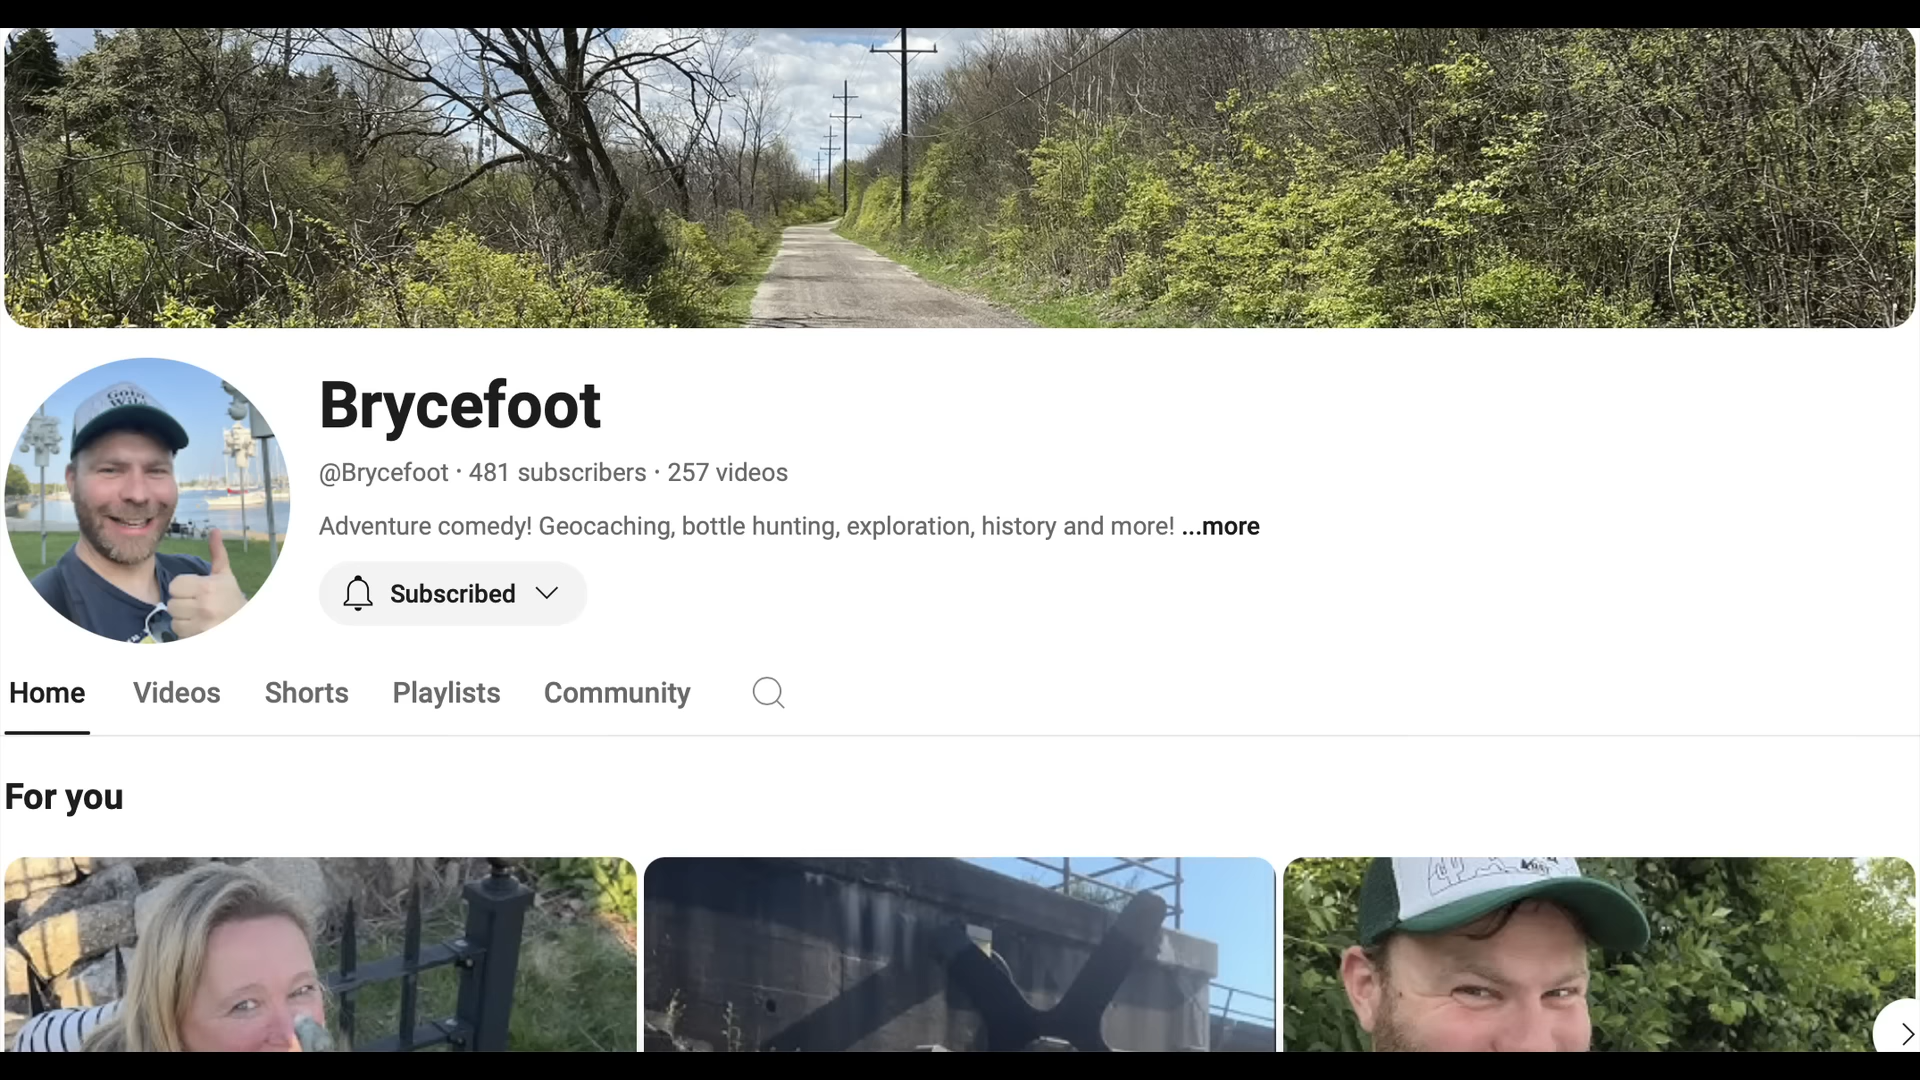 Brycefoot
@Brycefoot · 481 subscribers · 257 videos
Adventure comedy! Geocaching, bottle hunting, exploration, history and more! ...more
Subscribed
Home Videos Shorts Playlists Community
For you